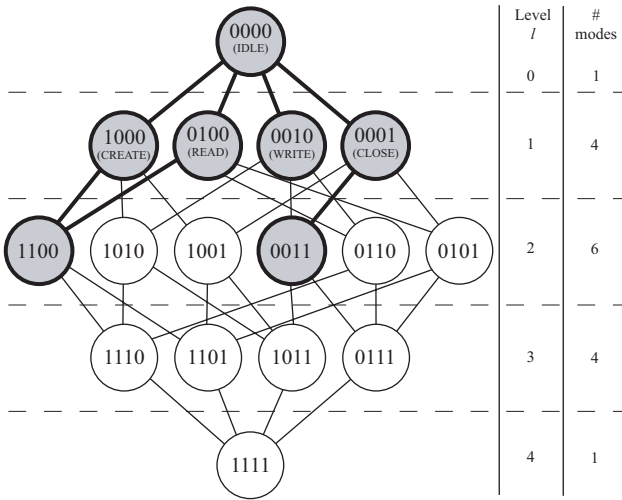 Level #
l modes
0000
(IDLE)
0 1
1000 0100 0010 0001
(CREATE) (READ) (WRITE) (CLOSE)
1 4
1100 1010 1001 0011 0110 0101
2 6
1110 1101 1011 0111
3 4
1111
4 1